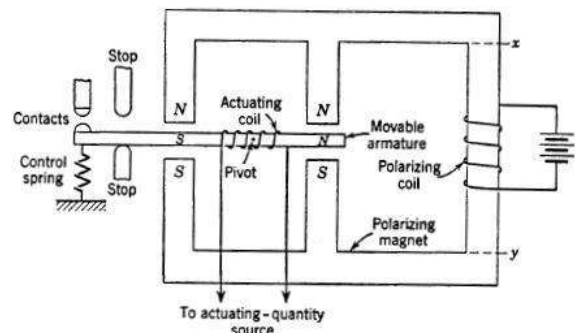 Stop
x
N
Actuating
coil
N
Contacts
Movable
armature
S
N
Control
spring
S
Pivot
S
Polarizing
coil
Stop
Polarizing
magnet
y
To actuating-quantity
source